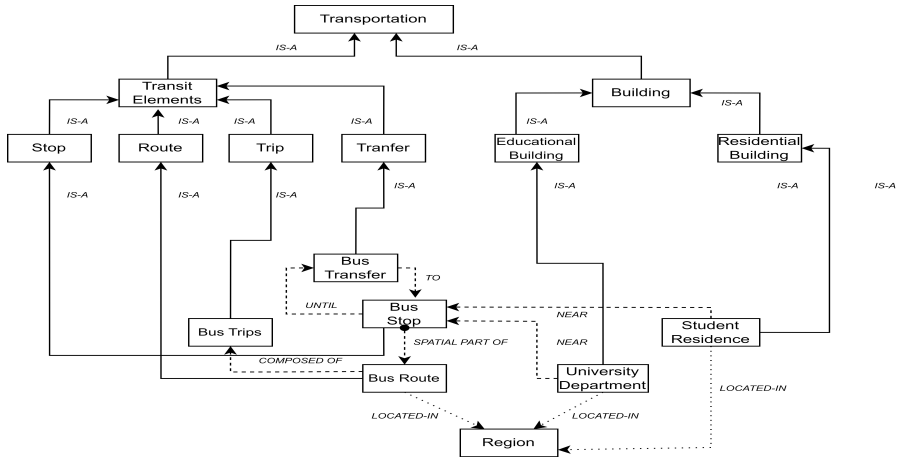 Transportation
IS-A
IS-A
Transit
Elements
Building
IS-A
IS-A
IS-A
IS-A
IS-A
IS-A
Stop
Route
Trip
Tranfer
Educational
Building
Residential
Building
IS-A
IS-A
IS-A
IS-A
IS-A
IS-A
IS-A
Bus
Transfer
TO
UNTIL
Bus
Stop
NEAR
Bus Trips
SPATIAL PART OF
NEAR
Student
Residence
COMPOSED OF
Bus Route
University
Department
LOCATED-IN
LOCATED-IN
LOCATED-IN
Region